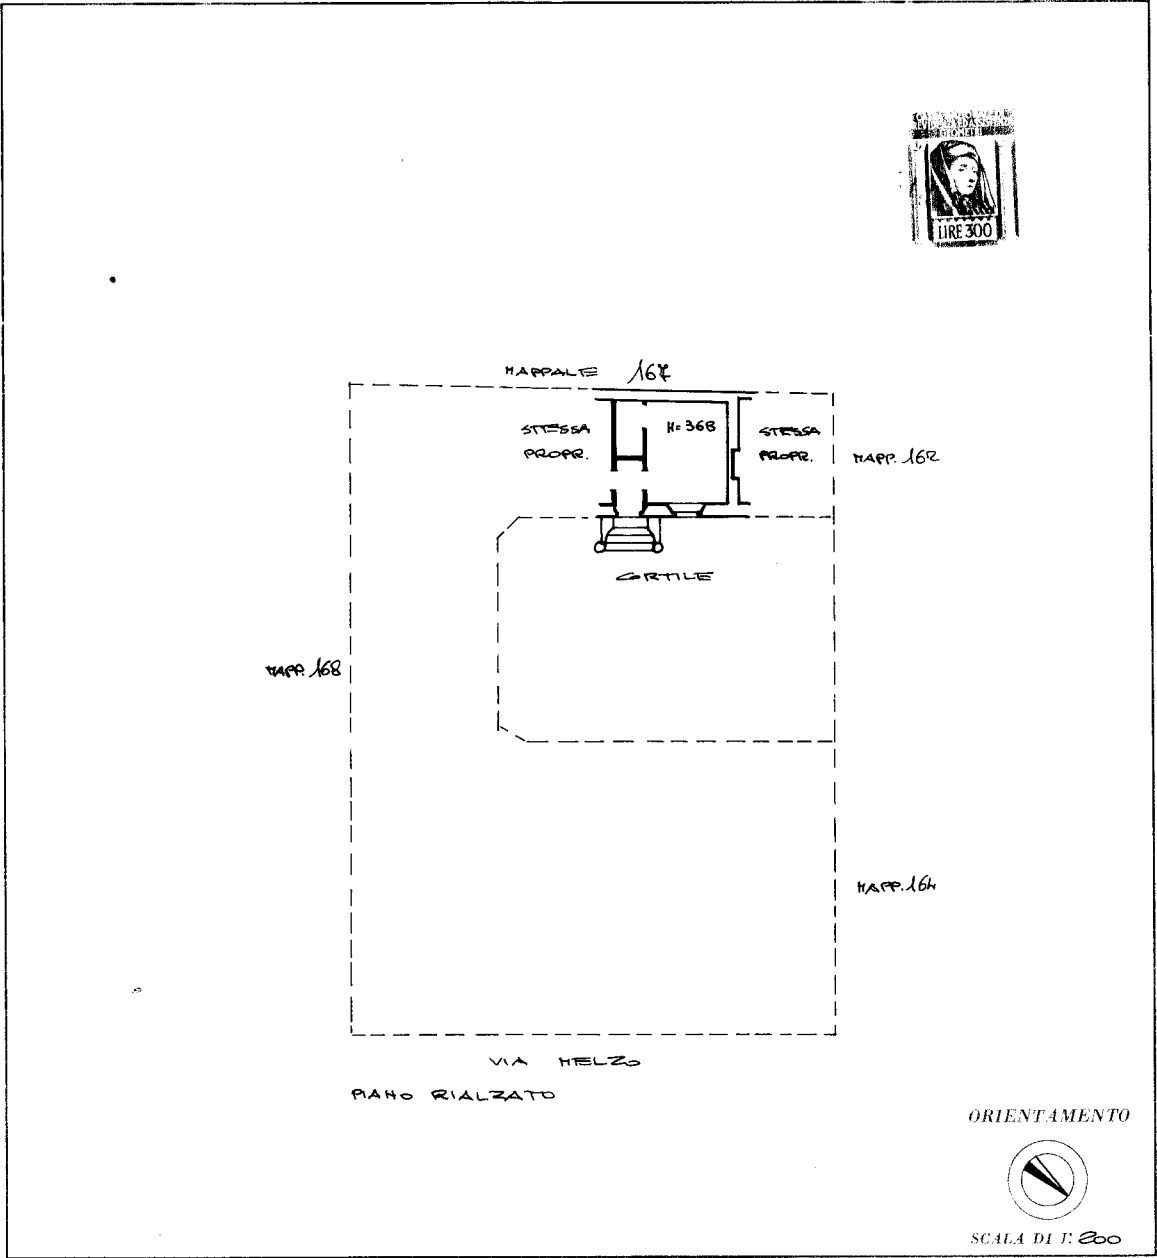 LIRE 300
MAPPALE 167
STESSA
PROPR.
H= 368
STESSA
PROPR.
MAPP. 162
CORTILE
MAPP. 168
MAPP. 164
VIA MELZO
PIANO RIALZATO
ORIENTAMENTO
SCALA DI 1: 200